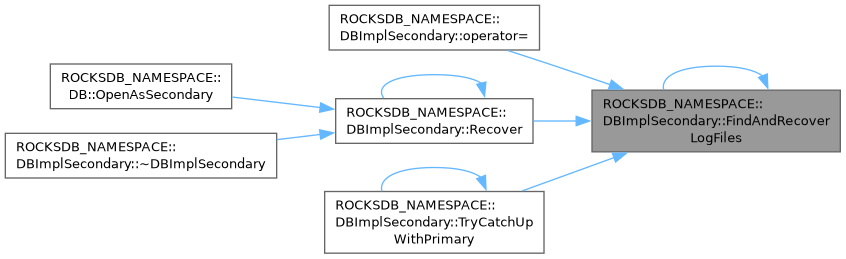 ROCKSDB_NAMESPACE::
DBImplSecondary::operator=
ROCKSDB_NAMESPACE::
DB::OpenAsSecondary
ROCKSDB_NAMESPACE::
DBImplSecondary::Recover
ROCKSDB_NAMESPACE::
DBImplSecondary::FindAndRecover
LogFiles
ROCKSDB_NAMESPACE::
DBImplSecondary::~DBImplSecondary
ROCKSDB_NAMESPACE::
DBImplSecondary::TryCatchUp
WithPrimary